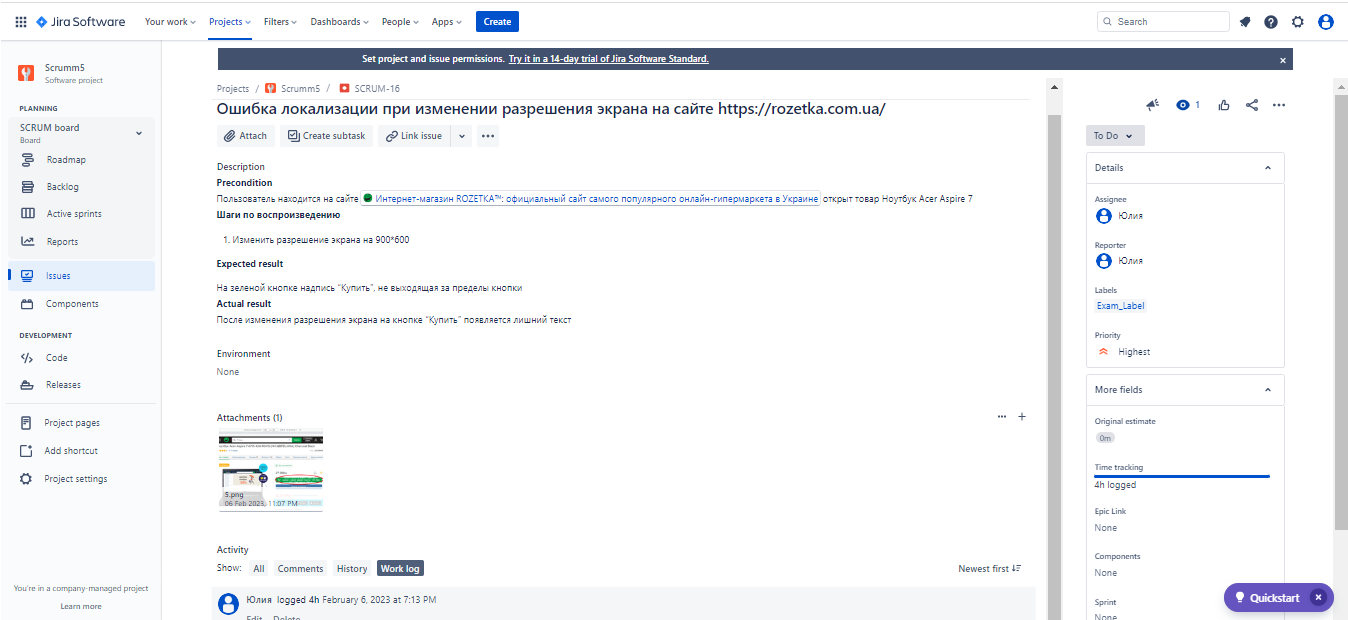 Jira Software Your work Projects Filters Dashboards People Apps Create Search
Set project and issue permissions. Try it in a 14-day trial of Jira Software Standard.
Scrumm5
Software project
PLANNING
SCRUM board
Board
Roadmap
Backlog
Active sprints
Reports
Issues
Components
DEVELOPMENT
Code
Releases
Project pages
Add shortcut
Project settings
You're in a company-managed project
Learn more
Projects / Scrumm5 / SCRUM-16
Ошибка локализации при изменении разрешения экрана на сайте https://rozetka.com.ua/
Attach Create subtask Link issue
Description
Precondition
Пользователь находится на сайте Интернет-магазин ROZETKA™: официальный сайт самого популярного онлайн-гипермаркета в Украине открыт товар Ноутбук Acer Aspire 7
Шаги по воспроизведению
1. Изменить разрешение экрана на 900*600
Expected result
На зеленой кнопке надпись "Купить", не выходящая за пределы кнопки
Actual result
После изменения разрешения экрана на кнопке "Купить" появляется лишний текст
Environment
None
Attachments (1)
5.png
06 Feb 2023, 11:07 PM
Activity
Show: All Comments History Work log Newest first
Юлия logged 4h February 6, 2023 at 7:13 PM
Edit · Delete
1
To Do
Details
Assignee
Юлия
Reporter
Юлия
Labels
Exam_Label
Priority
Highest
More fields
Original estimate
0m
Time tracking
4h logged
Epic Link
None
Components
None
Sprint
None
Quickstart